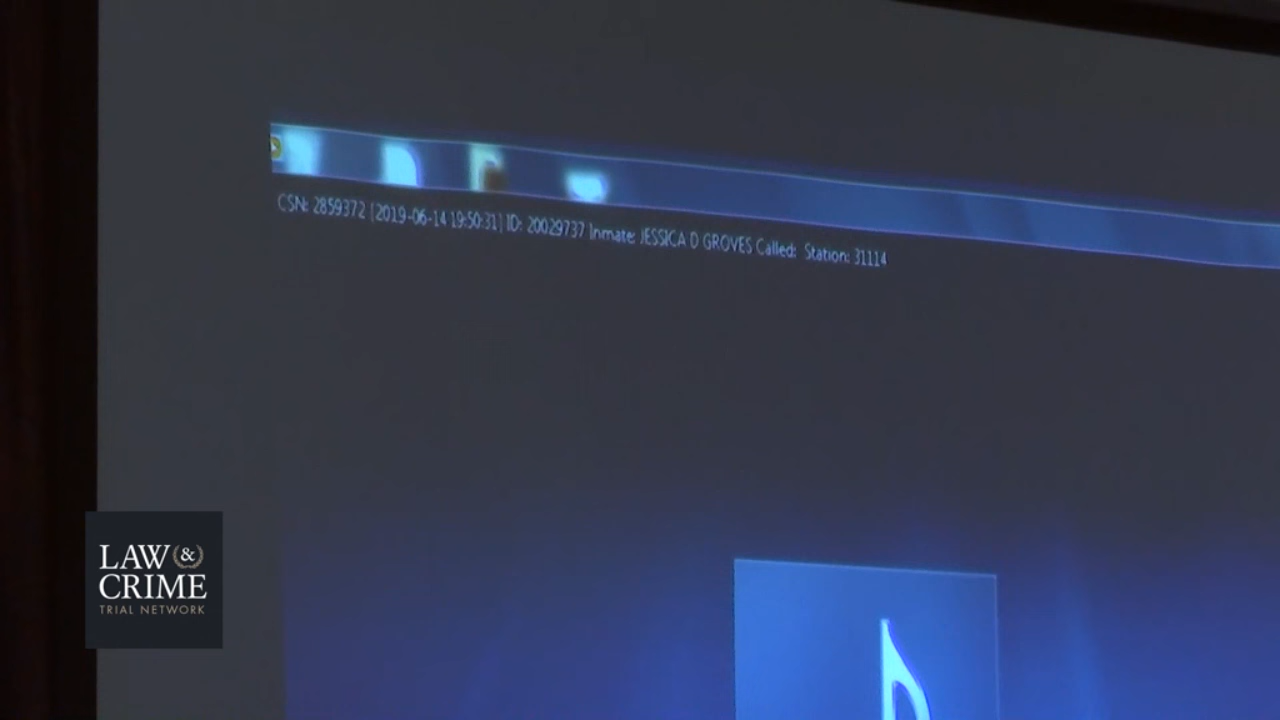 CSN: 2859372 [2019-06-14 19:50:31] ID: 20029737 Inmate: JESSICA D GROVES Called: Station: 31114
LAW &
CRIME
TRIAL NETWORK